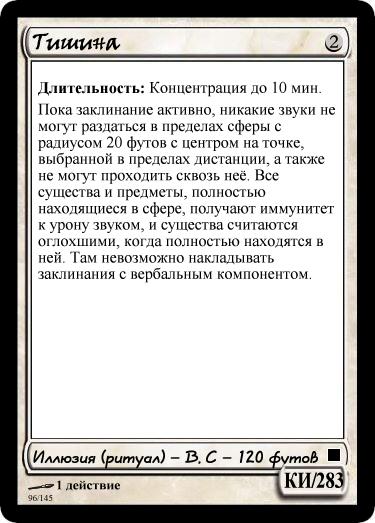 Тишина 2
Длительность: Концентрация до 10 мин.
Пока заклинание активно, никакие звуки не
могут раздаться в пределах сферы с
радиусом 20 футов с центром на точке,
выбранной в пределах дистанции, а также
не могут проходить сквозь неё. Все
существа и предметы, полностью
находящиеся в сфере, получают иммунитет
к урону звуком, и существа считаются
оглохшими, когда полностью находятся в
ней. Там невозможно накладывать
заклинания с вербальным компонентом.
Иллюзия (ритуал) – В, С – 120 футов
КИ/283
1 действие
96/145